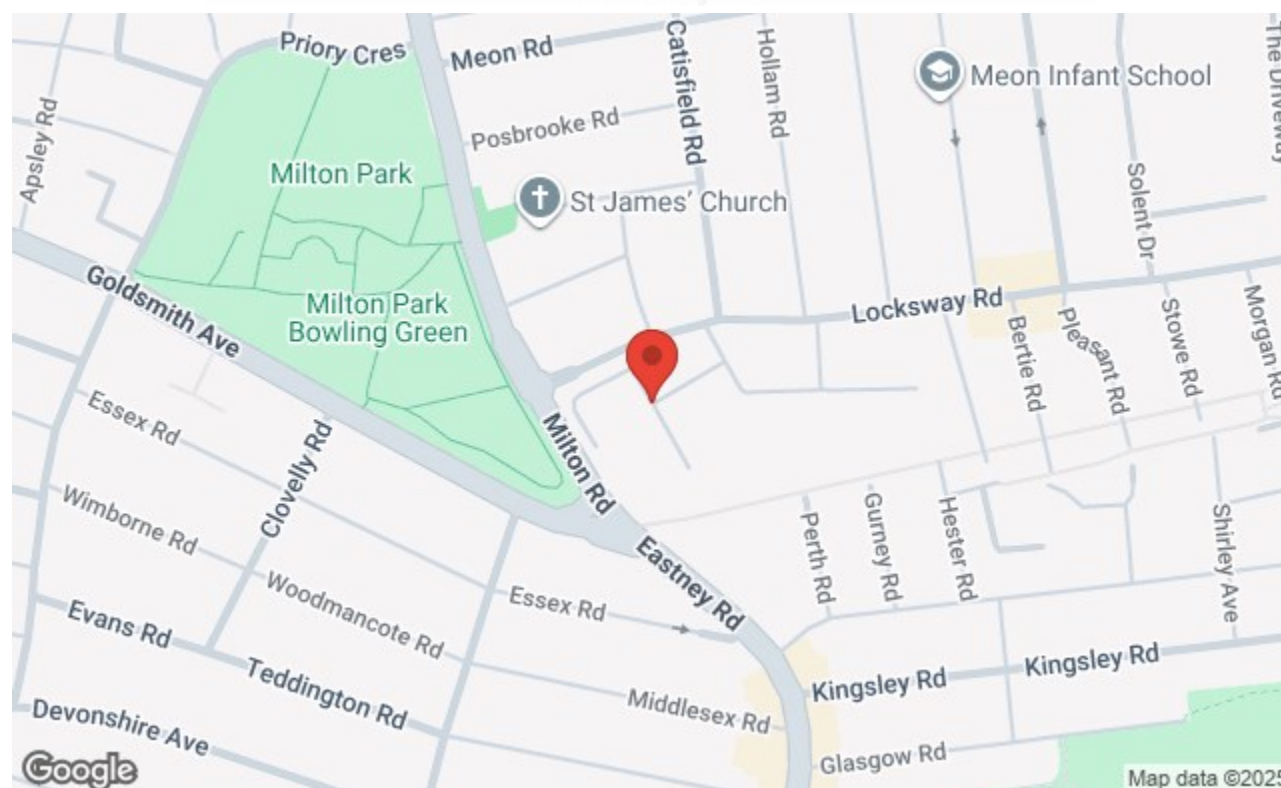 Priory Cres
Meon Rd
Catisfield Rd
Hollam Rd
Meon Infant School
The Driveway
Apsley Rd
Posbrooke Rd
Milton Park
St James' Church
Solent Dr
Goldsmith Ave
Milton Park
Bowling Green
Locksway Rd
Bertie Rd
Pleasant Rd
Stowe Rd
Morgan Rd
Essex Rd
Clovelly Rd
Milton Rd
Wimborne Rd
Woodmancote Rd
Eastney Rd
Essex Rd
Perth Rd
Gurney Rd
Hester Rd
Shirley Ave
Evans Rd
Teddington Rd
Kingsley Rd
Kingsley Rd
Middlesex Rd
Devonshire Ave
Glasgow Rd
Google
Map data ©2025